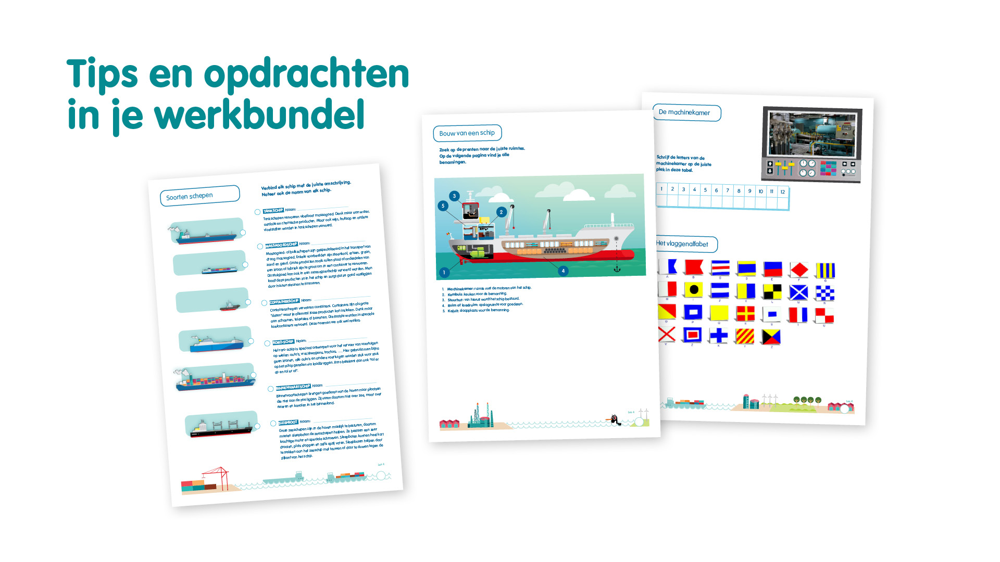 Tips en opdrachten
in je werkbundel
Soorten schepen
Verbind elk schip met de juiste omschrijving.
Noteer ook de naam van elk schip.
TANKSCHIP Naam:
Tankschepen vervoeren vloeibaar massagoed. Denk maar aan water,
aardolie en chemische producten. Maar ook wijn, fruitsap en andere
vloeistoffen worden in tankschepen vervoerd.
MASSAGOEDSCHIP Naam:
Massagoed- of bulkschepen zijn gespecialiseerd in het transport van
droog massagoed. Enkele voorbeelden zijn steenkool, ertsen, graan,
zand en grind. Grote producten zoals rollen staal of onderdelen van
een kraan of fabriek zijn te groot om in een container te vervoeren.
Dit stukgoed kan ook in een massagoedschip vervoerd worden. Men
laadt deze producten zo in het schip en zorgt dat ze goed vastliggen
door houten steunen te timmeren.
CONTAINERSCHIP Naam:
Containerschepen vervoeren containers. Containers zijn als grote
"dozen" waar je allemaal losse producten kan insteken. Denk maar
aan schoenen, televisies of bananen. Die laatste worden in speciale
koelcontainers vervoerd. Deze noemen we ook wel reefers.
RORO-SCHIP Naam:
Het roro-schip is speciaal ontworpen voor het vervoer van voertuigen
op wielen: auto's, vrachtwagens, tractors, .... Hier gebruikt men bijna
geen kranen, alle auto's en andere voertuigen worden stuk voor stuk
op het schip gereden via laadbruggen. Roro betekent dan ook "rol er
op en rol er af".
BINNENVAARTSCHIP Naam
Binnenvaartschepen brengen goederen van de haven naar plaatsen
die niet aan de zee liggen. Zij varen daarom niet over zee, maar over
rivieren en kanalen in het binnenland.
SLEEPBOOT Naam:
Grote zeeschepen zijn in de haven moeilijk te besturen, daarom
moeten sleepboten de zeeschepen helpen. Ze bezitten een zeer
krachtige motor en speciale schroeven. Sleepboten kunnen heel kort
draaien, plots stoppen en zelfs opzij varen. Sleepboten helpen door
te trekken aan het zeeschip met touwen of door te duwen tegen de
zijkant van het schip.
Les 4
Bouw van een schip
Zoek op de prenten naar de juiste ruimtes.
Op de volgende pagina vind je alle
benamingen.
3
5
2
1
4
1. Machinekamer: ruimte met de motoren van het schip.
2. Kombuis: keuken voor de bemanning.
3. Stuurhut: van hieruit wordt het schip bestuurd.
4. Ruim of laadruim: opslagruimte voor goederen.
5. Kajuit: slaapplaats voor de bemanning.
Les 4
De machinekamer
Schrijf de letters van de
machinekamer op de juiste
plek in deze tabel.
1 2 3 4 5 6 7 8 9 10 11 12
Het vlaggenalfabet
A B C D E F G
H I J K L M N
O P Q R S T U
V Z X Y Z
Les 4